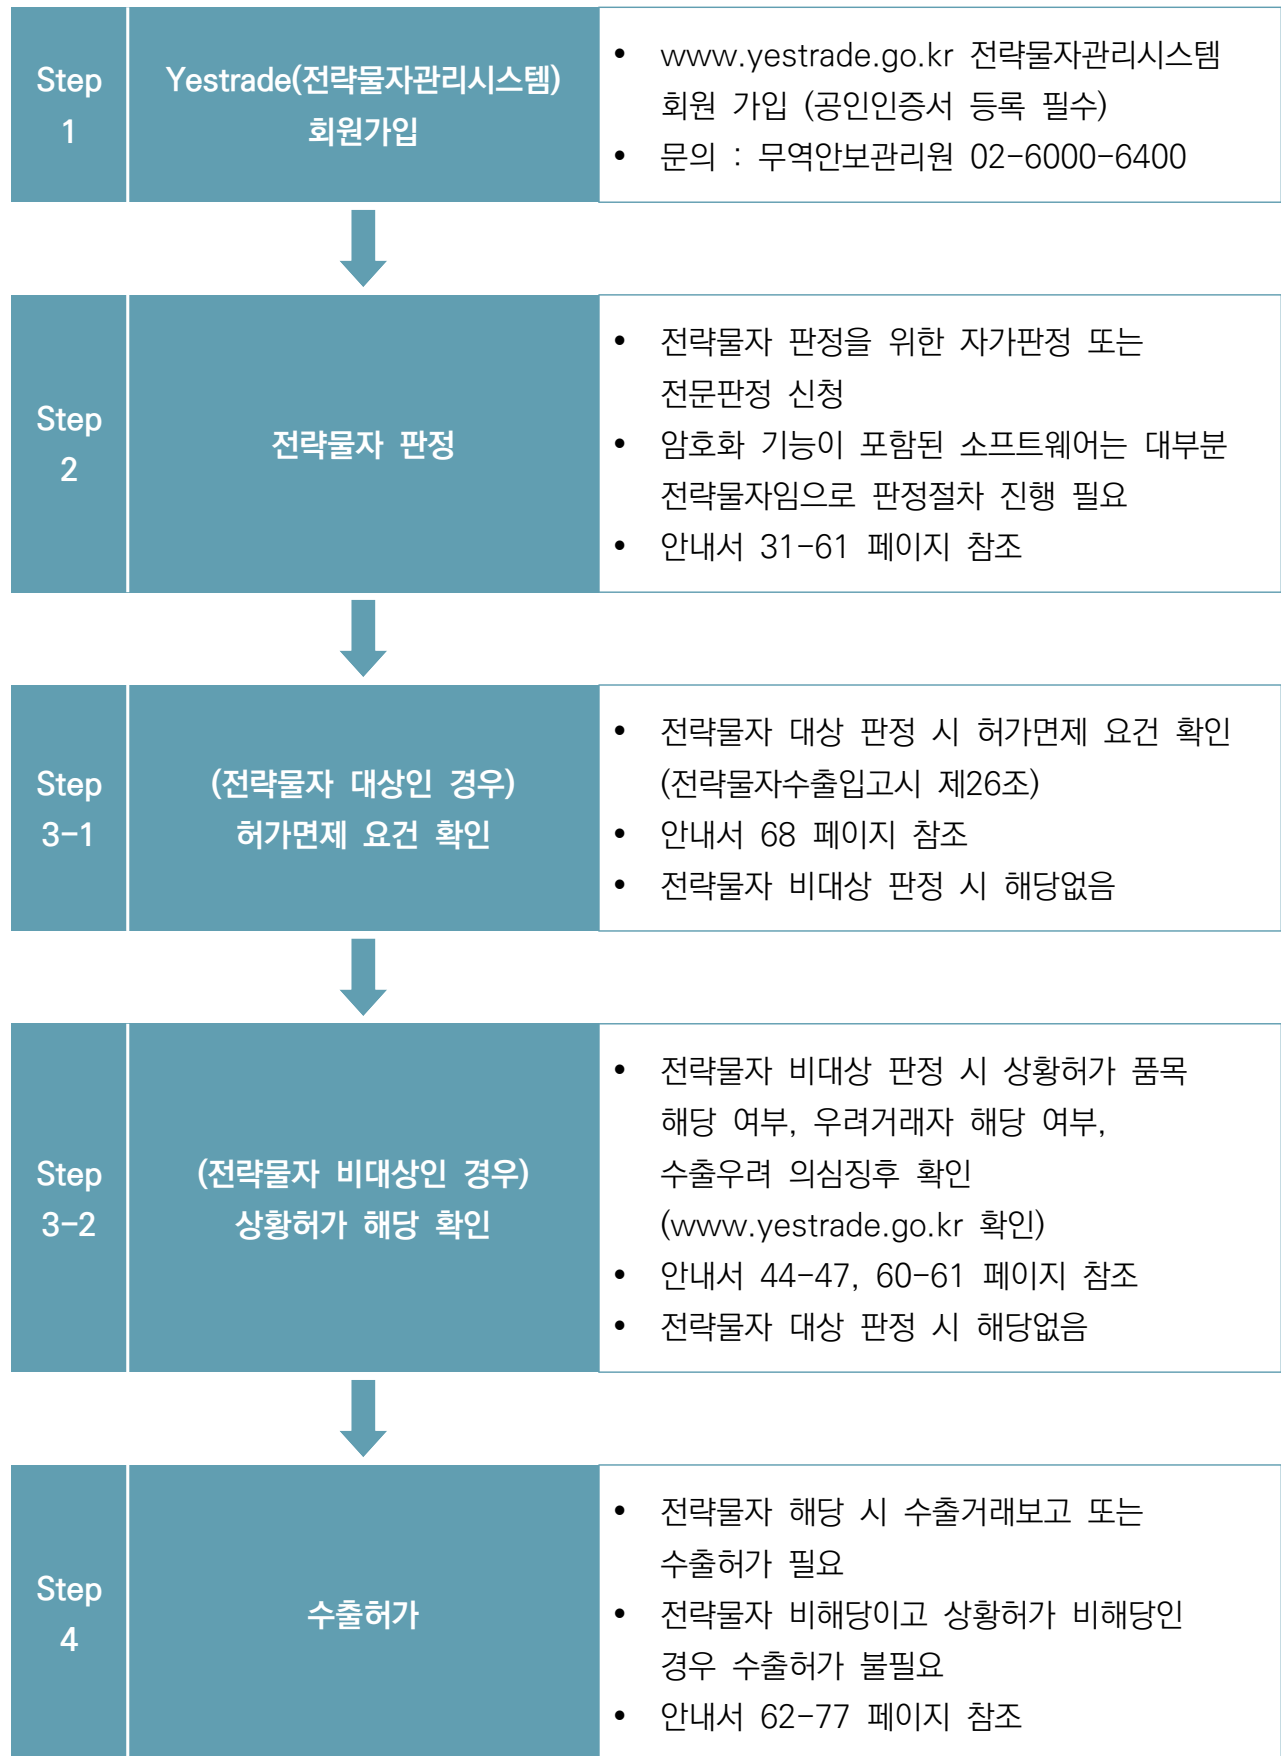 Step
1
Yestrade(전략물자관리시스템)
회원가입
• www.yestrade.go.kr 전략물자관리시스템
회원 가입 (공인인증서 등록 필수)
• 문의 : 무역안보관리원 02-6000-6400
Step
2
전략물자 판정
• 전략물자 판정을 위한 자가판정 또는
전문판정 신청
• 암호화 기능이 포함된 소프트웨어는 대부분
전략물자임으로 판정절차 진행 필요
• 안내서 31-61 페이지 참조
Step
3-1
(전략물자 대상인 경우)
허가면제 요건 확인
• 전략물자 대상 판정 시 허가면제 요건 확인
(전략물자수출입고시 제26조)
• 안내서 68 페이지 참조
• 전략물자 비대상 판정 시 해당없음
Step
3-2
(전략물자 비대상인 경우)
상황허가 해당 확인
• 전략물자 비대상 판정 시 상황허가 품목
해당 여부, 우려거래자 해당 여부,
수출우려 의심징후 확인
(www.yestrade.go.kr 확인)
• 안내서 44-47, 60-61 페이지 참조
• 전략물자 대상 판정 시 해당없음
Step
4
수출허가
• 전략물자 해당 시 수출거래보고 또는
수출허가 필요
• 전략물자 비해당이고 상황허가 비해당인
경우 수출허가 불필요
• 안내서 62-77 페이지 참조